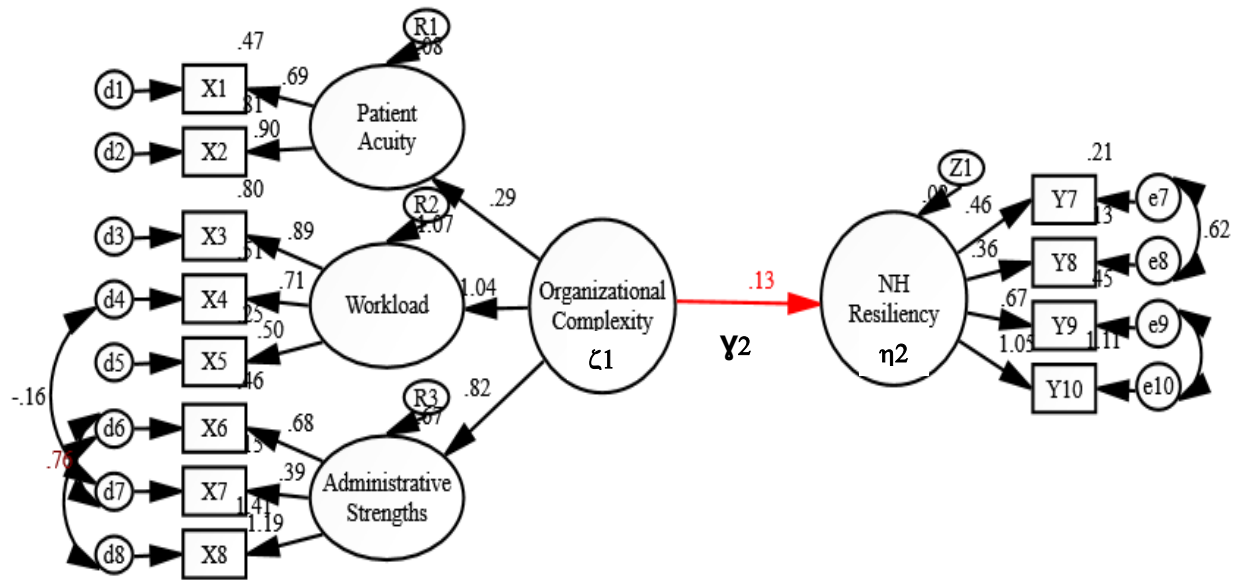 R1
.08
.47
.69
d1
X1
.81
.90
d2
X2
Patient
Acuity
.80
.29
R2
1.07
d3
X3
.89
.51
d4
X4
.71
.25
d5
X5
.50
Workload
1.04
.46
Organizational
Complexity
ζ1
.13
Ɣ2
Z1
NH
Resiliency
η2
.46
.21
Y7
e7
.13
.62
.36
Y8
e8
.45
.67
Y9
e9
1.11
1.05
Y10
e10
-.16
R3
.67
.82
d6
X6
.68
.15
.76
d7
X7
.39
1.41
1.19
d8
X8
Administrative
Strengths